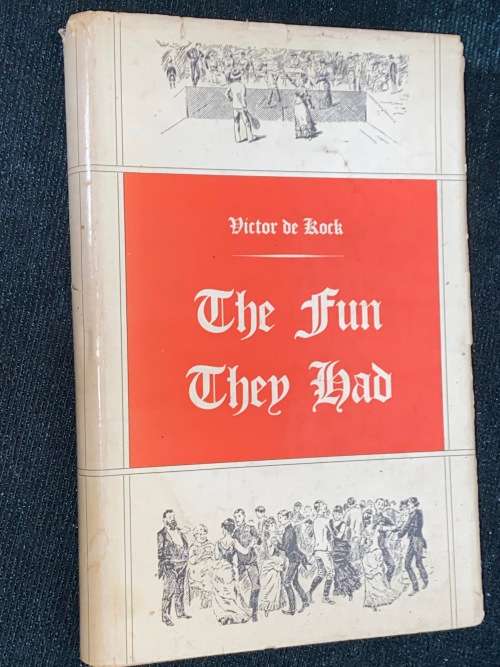 Victor de Kock
The Fun
They Had